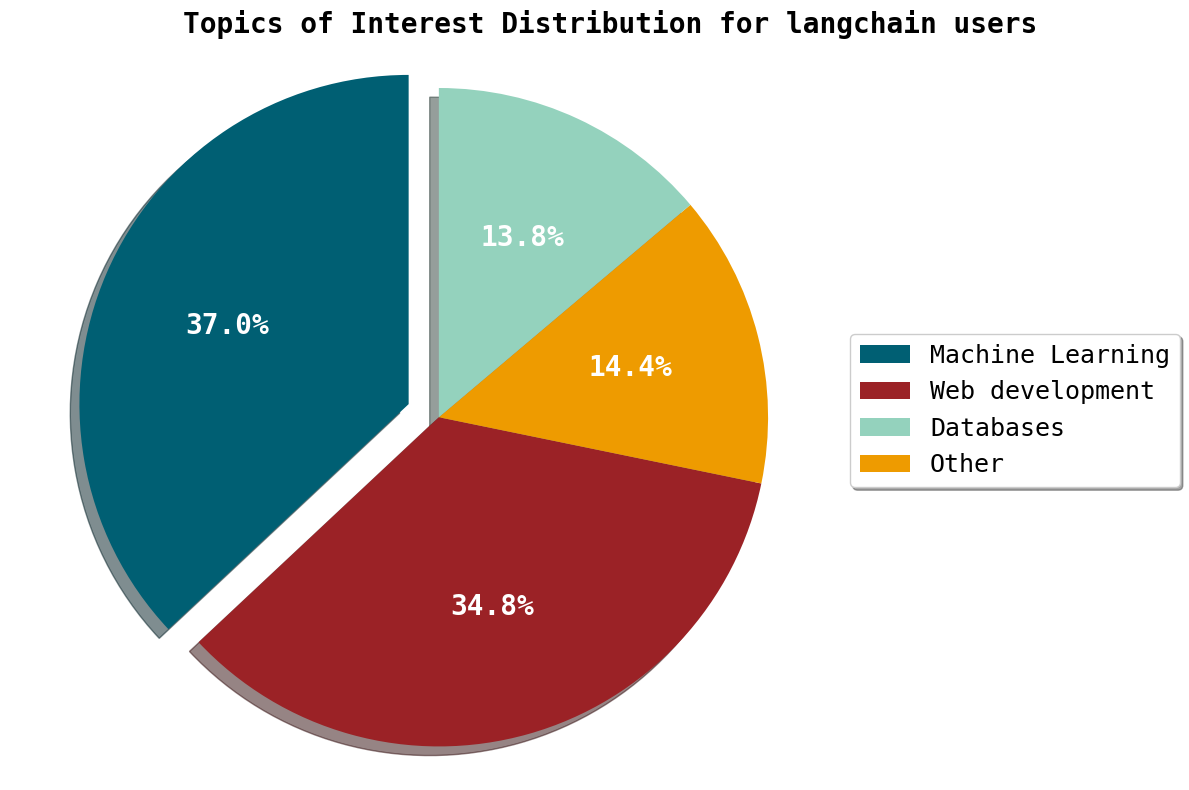 Topics of Interest Distribution for langchain users
13.8%
37.0%
14.4%
34.8%
Machine Learning
Web development
Databases
Other